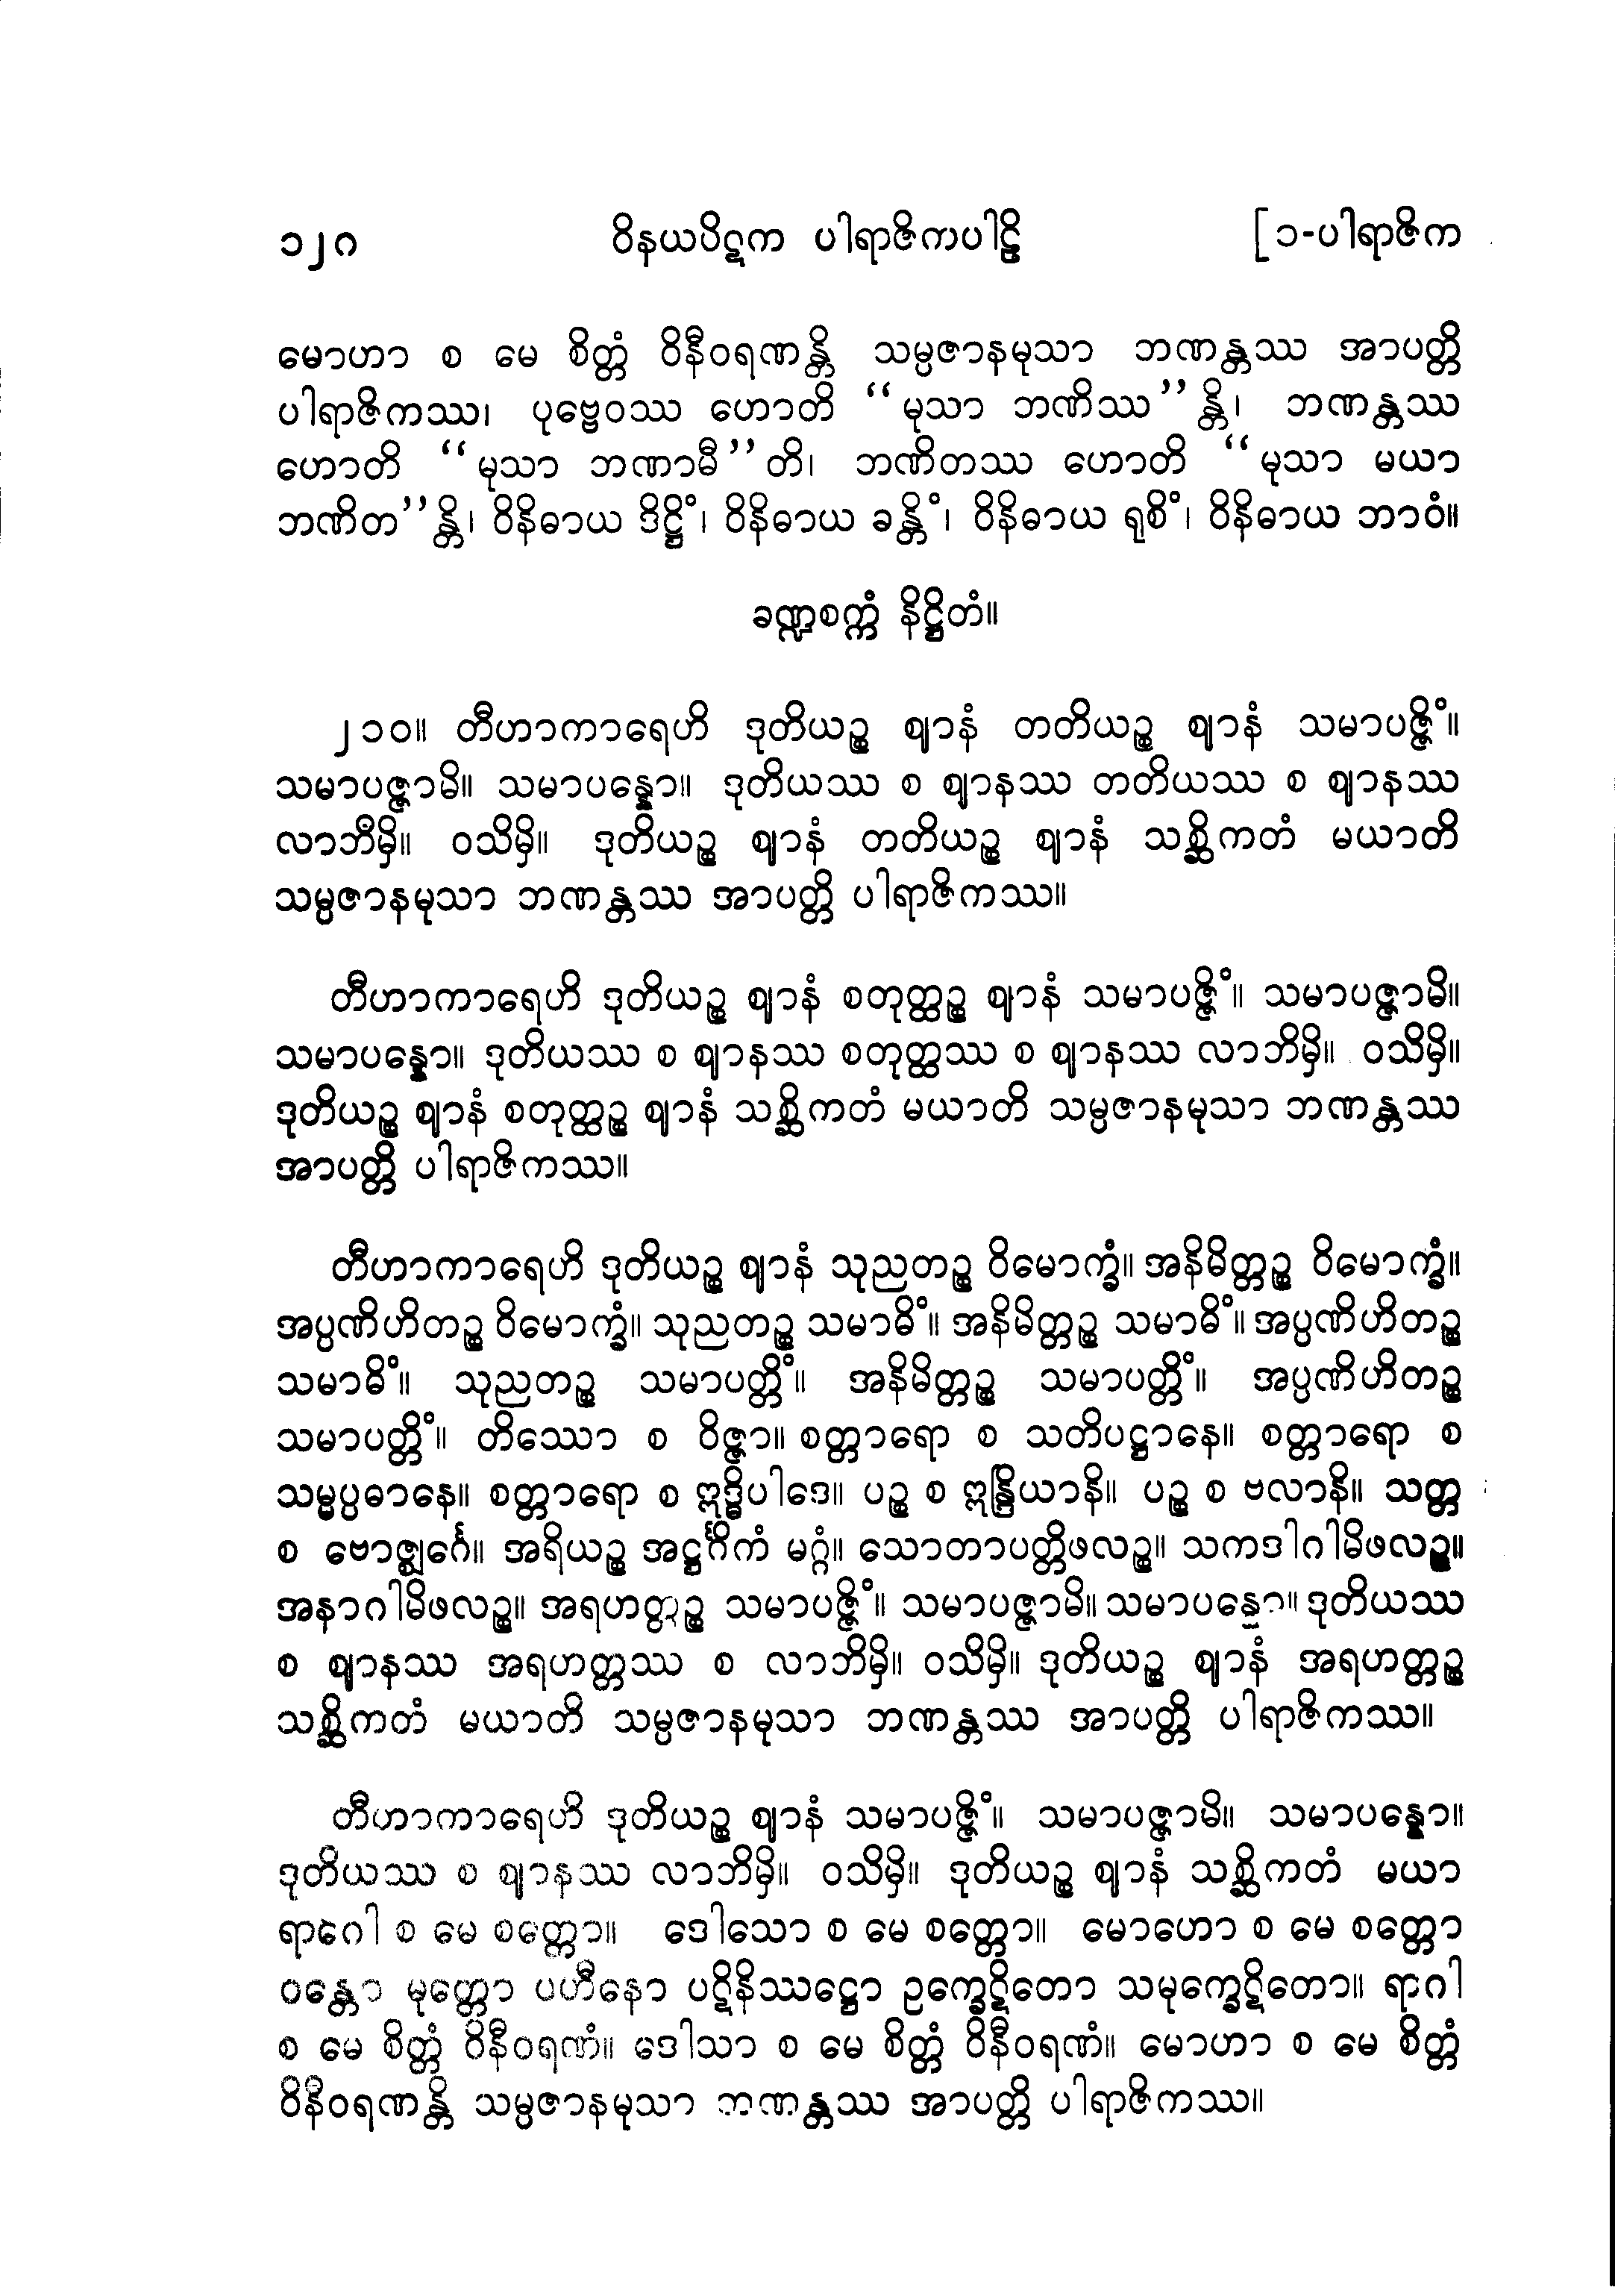 ၁၂၈ ဝိနယပိဋက ပါရာဇိကပါဠိ [၁-ပါရာဇိက
မောဟာ စ မေ စိတ္တံ ဝိနီဝရဏန္တိ သမ္ပဇာနမုသာ ဘဏန္တဿ အာပတ္တိ
ပါရာဇိကဿ၊ ပုဗ္ဗေဝဿ ဟောတိ “မုသာ ဘဏိဿ”န္တိ၊ ဘဏန္တဿ
ဟောတိ “မုသာ ဘဏာမီ”တိ၊ ဘဏိတဿ ဟောတိ “မုသာ မယာ
ဘဏိတ”န္တိ၊ ဝိနိဓာယ ဒိဋ္ဌိံ၊ ဝိနိဓာယ ခန္တိံ၊ ဝိနိဓာယ ရုစိံ၊ ဝိနိဓာယ ဘာဝံ။
ခဏ္ဍစက္ကံ နိဋ္ဌိတံ။
၂၁၀။ တီဟာကာရေဟိ ဒုတိယဉ္စ ဈာနံ တတိယဉ္စ ဈာနံ သမာပဇ္ဇိံ။
သမာပဇ္ဇာမိ။ သမာပန္နော။ ဒုတိယဿ စ ဈာနဿ တတိယဿ စ ဈာနဿ
လာဘီမှိ။ ဝသိမှိ။ ဒုတိယဉ္စ ဈာနံ တတိယဉ္စ ဈာနံ သစ္ဆိကတံ မယာတိ
သမ္ပဇာနမုသာ ဘဏန္တဿ အာပတ္တိ ပါရာဇိကဿ။
တီဟာကာရေဟိ ဒုတိယဉ္စ ဈာနံ စတုတ္ထဉ္စ ဈာနံ သမာပဇ္ဇိံ။ သမာပဇ္ဇာမိ။
သမာပန္နော။ ဒုတိယဿ စ ဈာနဿ စတုတ္ထဿ စ ဈာနဿ လာဘိမှိ။ ဝသိမှိ။
ဒုတိယဉ္စ ဈာနံ စတုတ္ထဉ္စ ဈာနံ သစ္ဆိကတံ မယာတိ သမ္ပဇာနမုသာ ဘဏန္တဿ
အာပတ္တိ ပါရာဇိကဿ။
တီဟာကာရေဟိ ဒုတိယဉ္စ ဈာနံ သုညတဉ္စ ဝိမောက္ခံ။ အနိမိတ္တဉ္စ ဝိမောက္ခံ။
အပ္ပဏိဟိတဉ္စ ဝိမောက္ခံ။ သုညတဉ္စ သမာဓိံ။ အနိမိတ္တဉ္စ သမာဓိံ။ အပ္ပဏိဟိတဉ္စ
သမာဓိံ။ သုညတဉ္စ သမာပတ္တိံ။ အနိမိတ္တဉ္စ သမာပတ္တိံ။ အပ္ပဏိဟိတဉ္စ
သမာပတ္တိံ။ တိဿော စ ဝိဇ္ဇာ။ စတ္တာရော စ သတိပဋ္ဌာနေ။ စတ္တာရော စ
သမ္မပ္ပဓာနေ။ စတ္တာရော စ ဣဒ္ဓိပါဒေ။ ပဉ္စ စ ဣန္ဒြိယာနိ။ ပဉ္စ စ ဗလာနိ။ သတ္တ
စ ဗောဇ္ဈင်္ဂေ။ အရိယဉ္စ အဋ္ဌင်္ဂိကံ မဂ္ဂံ။ သောတာပတ္တိဖလဉ္စ။ သကဒါဂါမိဖလဉ္စ။
အနာဂါမိဖလဉ္စ။ အရဟတ္တဉ္စ သမာပဇ္ဇိံ။ သမာပဇ္ဇာမိ။ သမာပန္နော။ ဒုတိယဿ
စ ဈာနဿ အရဟတ္တဿ စ လာဘိမှိ။ ဝသိမှိ။ ဒုတိယဉ္စ ဈာနံ အရဟတ္တဉ္စ
သစ္ဆိကတံ မယာတိ သမ္ပဇာနမုသာ ဘဏန္တဿ အာပတ္တိ ပါရာဇိကဿ။
တီဟာကာရေဟိ ဒုတိယဉ္စ ဈာနံ သမာပဇ္ဇိံ။ သမာပဇ္ဇာမိ။ သမာပန္နော။
ဒုတိယဿ စ ဈာနဿ လာဘိမှိ။ ဝသိမှိ။ ဒုတိယဉ္စ ဈာနံ သစ္ဆိကတံ မယာ
ရာဂေါ စ မေ စတ္တော။ ဒေါသော စ မေ စတ္တော။ မောဟော စ မေ စတ္တော
ဝန္တော မုတ္တော ပဟီနော ပဋိနိဿဋ္ဌော ဥက္ခေဋိတော သမုက္ခေဋိတော။ ရာဂါ
စ မေ စိတ္တံ ဝိနီဝရဏံ။ ဒေါသာ စ မေ စိတ္တံ ဝိနီဝရဏံ။ မောဟာ စ မေ စိတ္တံ
ဝိနီဝရဏန္တိ သမ္ပဇာနမုသာ ဘဏန္တဿ အာပတ္တိ ပါရာဇိကဿ။